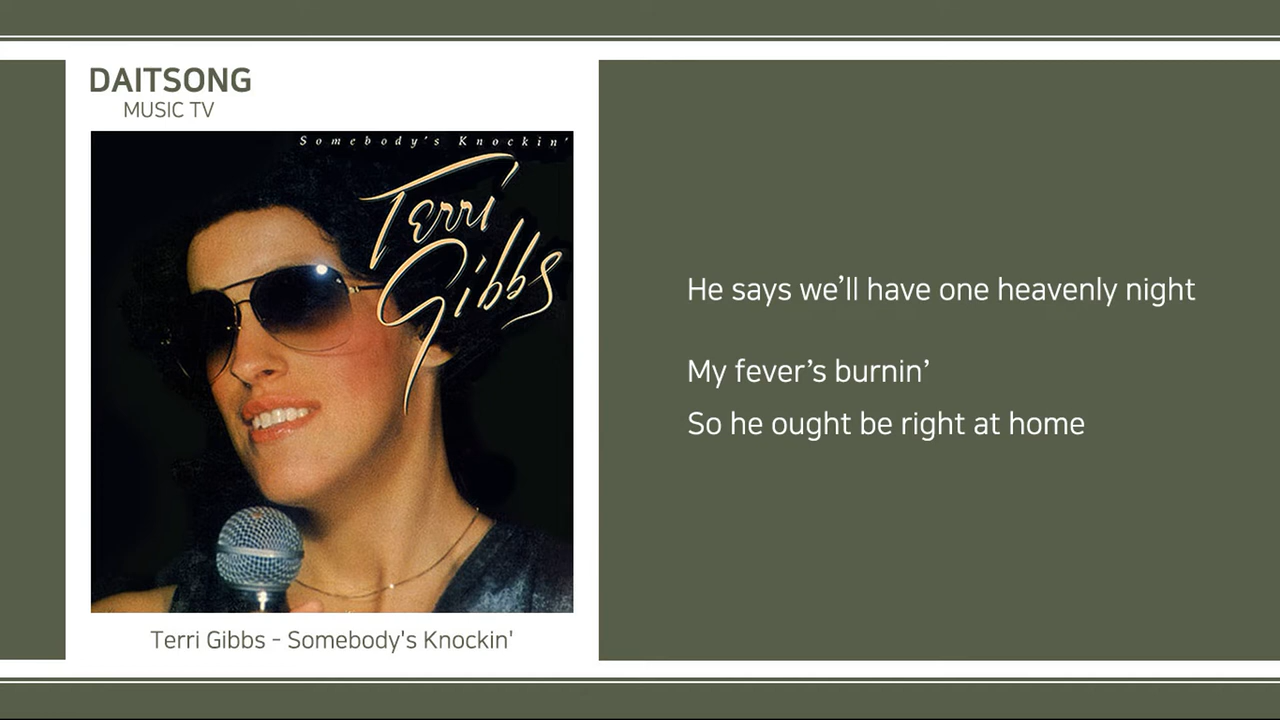 DAITSONG
MUSIC TV
Somebody's Knockin'
Terri
Gibbs
Terri Gibbs - Somebody's Knockin'
He says we’ll have one heavenly night
My fever’s burnin’
So he ought be right at home